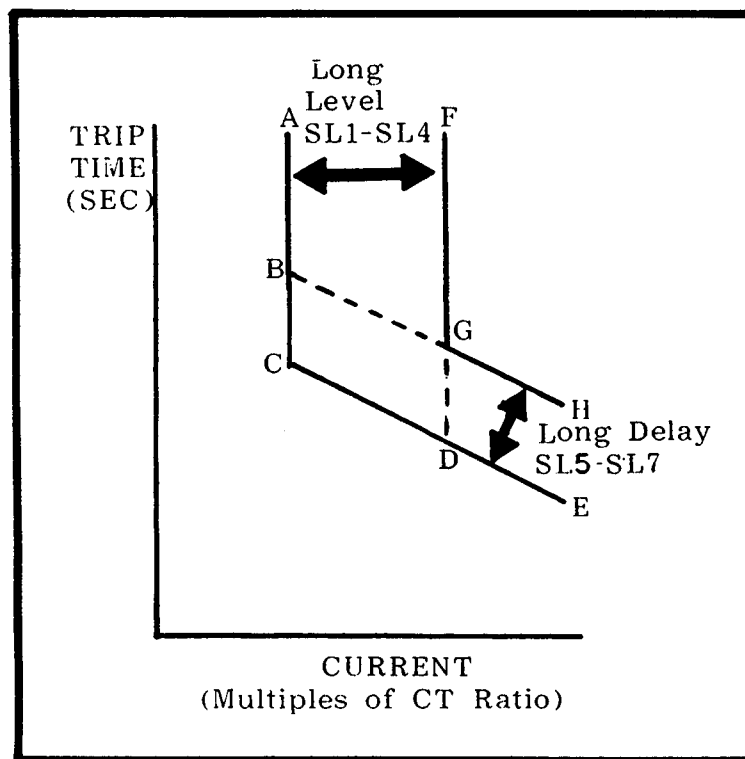 Long
Level
SL1-SL4
A
F
TRIP
TIME
(SEC)
B
G
C
H
Long Delay
SL5-SL7
D
E
CURRENT
(Multiples of CT Ratio)